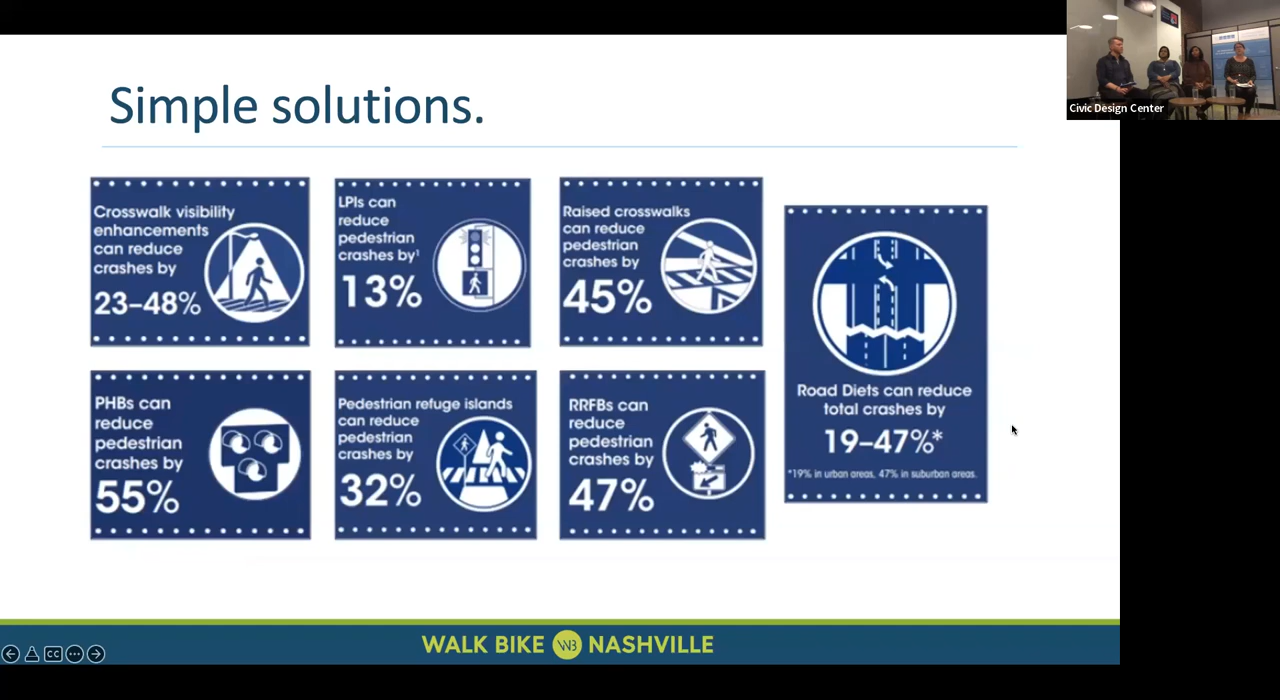 Simple solutions.
Civic Design Center
Crosswalk visibility
enhancements
can reduce
crashes by
23–48%
LPIs can
reduce
pedestrian
crashes by¹
13%
Raised crosswalks
can reduce
pedestrian
crashes by
45%
PHBs can
reduce
pedestrian
crashes by
55%
Pedestrian refuge islands
can reduce
pedestrian
crashes by
32%
RRFBs can
reduce
pedestrian
crashes by
47%
Road Diets can reduce
total crashes by
19–47%*
*19% in urban areas, 47% in suburban areas.
WALK BIKE WB NASHVILLE
CC